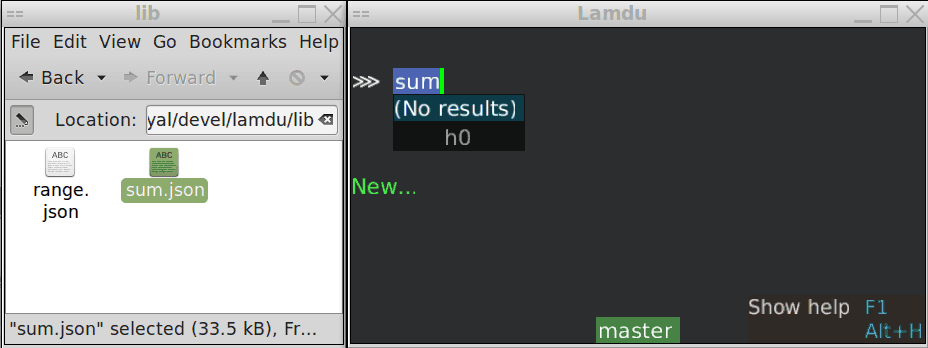 lib
File Edit View Go Bookmarks Help
Back Forward
Location: yal/devel/lamdu/lib
ABC
range.
json
ABC
sum.json
"sum.json" selected (33.5 kB), Fr...
Lamdu
⋙ sum
(No results)
h0
New...
Show help F1
Alt+H
master